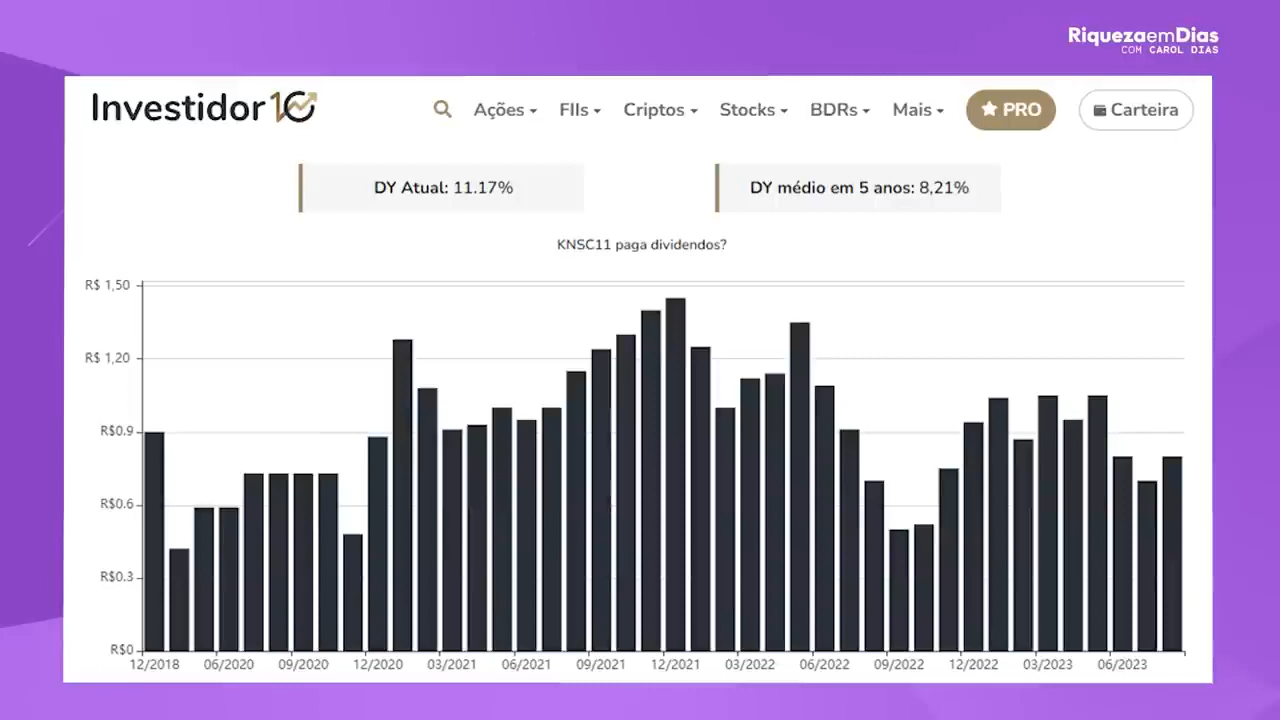 RiquezaemDias
COM CAROL DIAS
Investidor 10
Ações
FIIs
Criptos
Stocks
BDRs
Mais
PRO
Carteira
DY Atual: 11.17%
DY médio em 5 anos: 8,21%
KNSC11 paga dividendos?
R$ 1,50
R$ 1,20
R$0.9
R$0.6
R$0.3
R$0
12/2018 06/2020 09/2020 12/2020 03/2021 06/2021 09/2021 12/2021 03/2022 06/2022 09/2022 12/2022 03/2023 06/2023